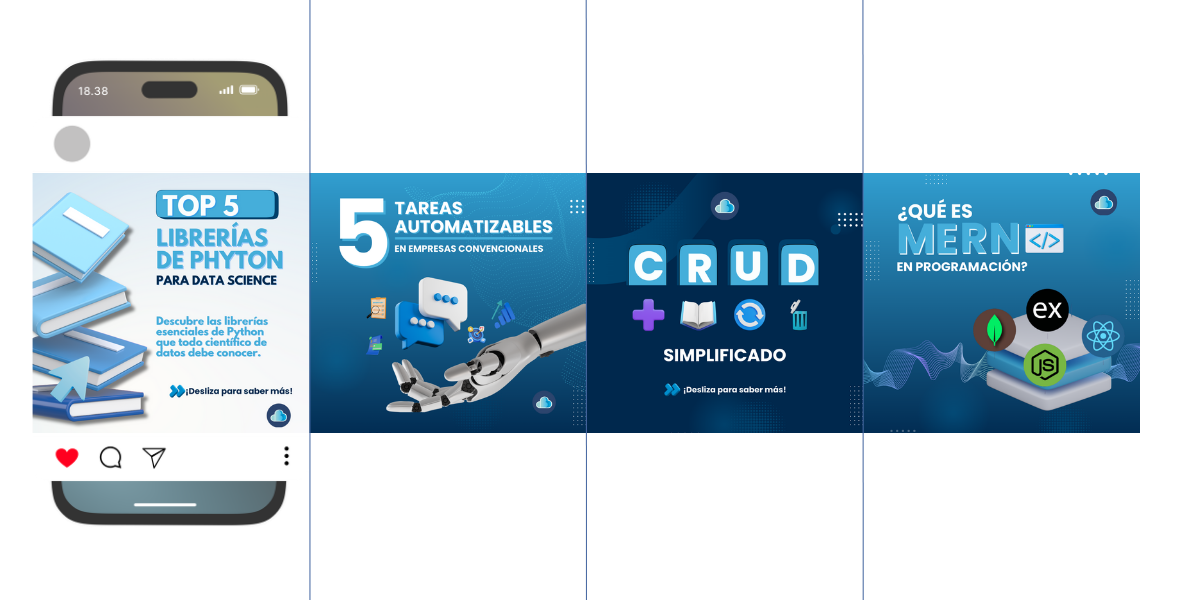 18.38
TOP 5
LIBRERÍAS
DE PHYTON
PARA DATA SCIENCE
Descubre las librerías
esenciales de Python
que todo científico de
datos debe conocer.
¡Desliza para saber más!
5 TAREAS
AUTOMATIZABLES
EN EMPRESAS CONVENCIONALES
C R U D
SIMPLIFICADO
¡Desliza para saber más!
¿QUÉ ES
MERN </>
EN PROGRAMACIÓN?
ex
JS